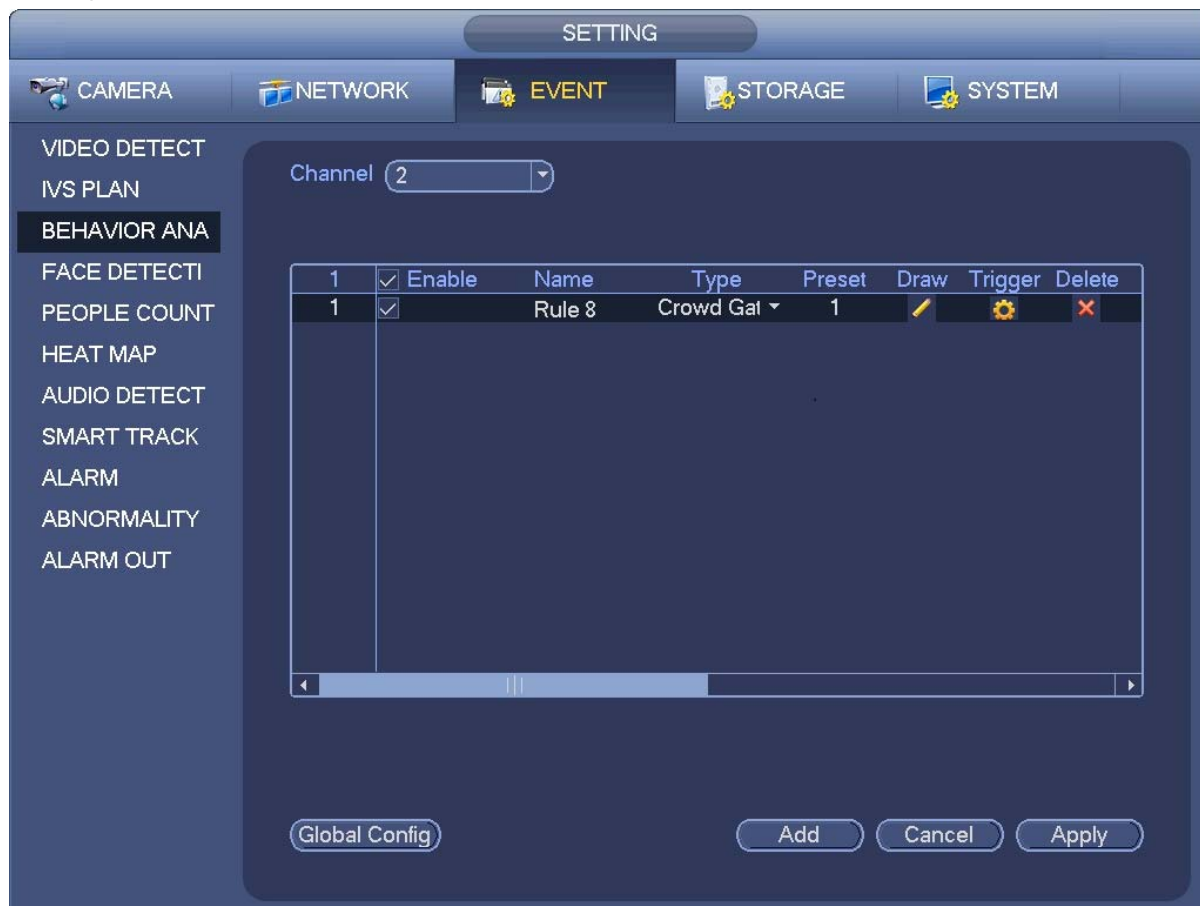 SETTING
CAMERA NETWORK EVENT STORAGE SYSTEM
VIDEO DETECT
IVS PLAN
BEHAVIOR ANA
FACE DETECTI
PEOPLE COUNT
HEAT MAP
AUDIO DETECT
SMART TRACK
ALARM
ABNORMALITY
ALARM OUT
Channel 2
1 Enable Name Type Preset Draw Trigger Delete
1 Rule 8 Crowd Gat 1
Global Config Add Cancel Apply